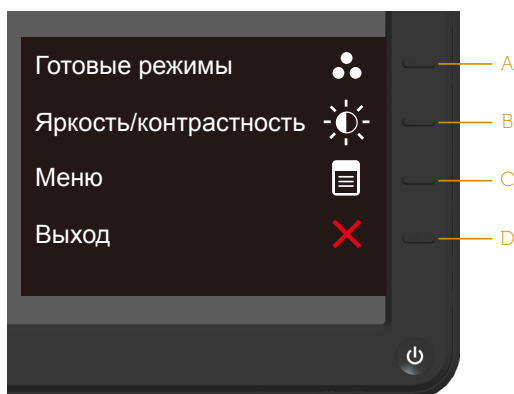 Готовые режимы
A
Яркость/контрастность
B
Меню
C
Выход
D